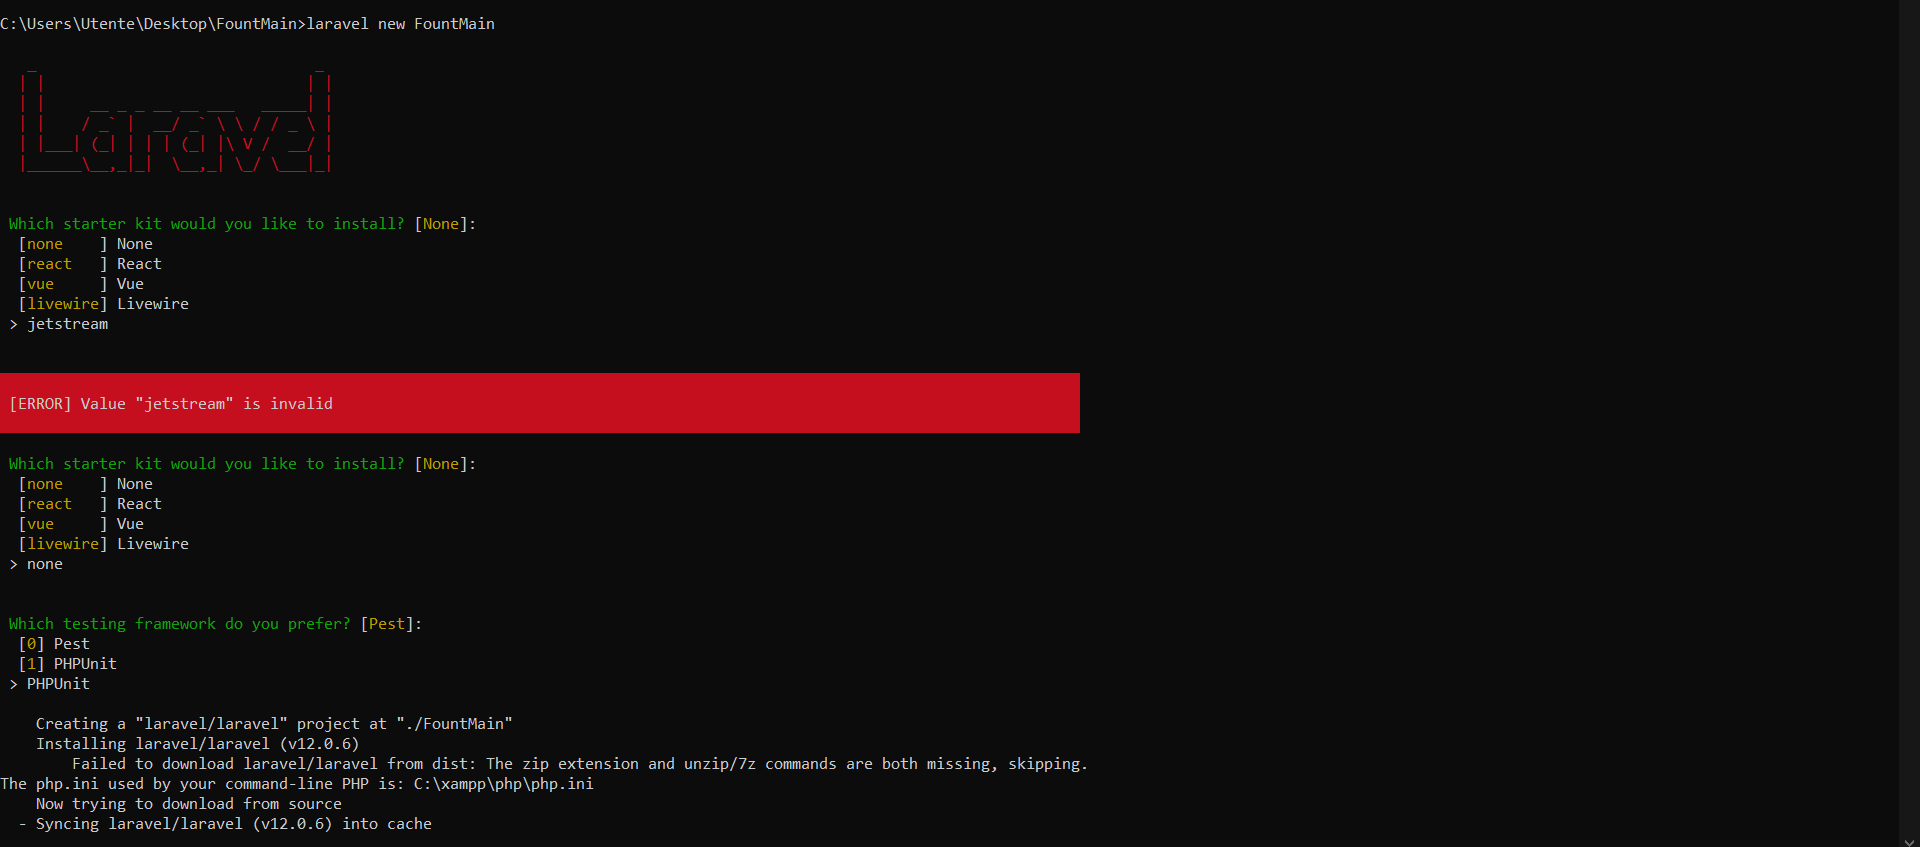 C:\Users\Utente\Desktop\FountMain>laravel new FountMain
Laravel
Which starter kit would you like to install? [None]:
[none    ] None
[react   ] React
[vue     ] Vue
[livewire] Livewire
> jetstream
[ERROR] Value "jetstream" is invalid
Which starter kit would you like to install? [None]:
[none    ] None
[react   ] React
[vue     ] Vue
[livewire] Livewire
> none
Which testing framework do you prefer? [Pest]:
[0] Pest
[1] PHPUnit
> PHPUnit
Creating a "laravel/laravel" project at "./FountMain"
Installing laravel/laravel (v12.0.6)
Failed to download laravel/laravel from dist: The zip extension and unzip/7z commands are both missing, skipping.
The php.ini used by your command-line PHP is: C:\xampp\php\php.ini
Now trying to download from source
- Syncing laravel/laravel (v12.0.6) into cache